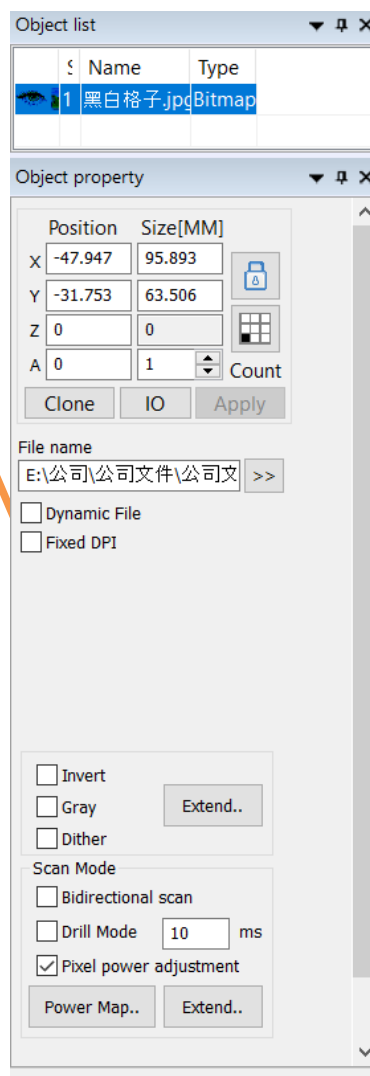 Object list
Name Type
1 黑白格子.jpg Bitmap
Object property
Position Size[MM]
X -47.947 95.893
Y -31.753 63.506
Z 0 0
A 0 1 Count
Clone IO Apply
File name
E:\公司\公司文件\公司文 >>
Dynamic File
Fixed DPI
Invert
Gray Extend..
Dither
Scan Mode
Bidirectional scan
Drill Mode 10 ms
Pixel power adjustment
Power Map.. Extend..